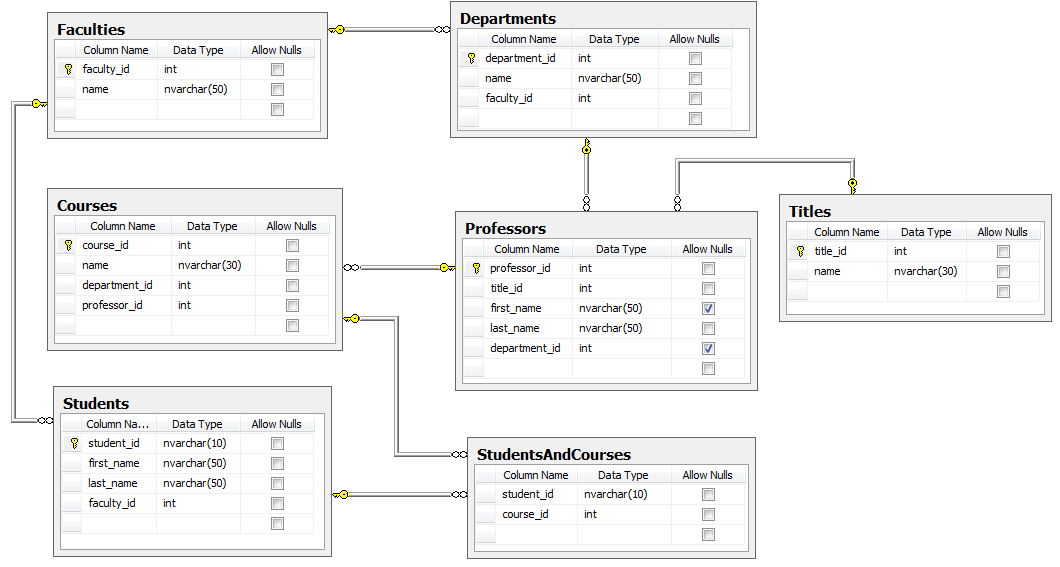 Faculties
Column Name Data Type Allow Nulls
faculty_id int
name nvarchar(50)
Departments
Column Name Data Type Allow Nulls
department_id int
name nvarchar(50)
faculty_id int
Courses
Column Name Data Type Allow Nulls
course_id int
name nvarchar(30)
department_id int
professor_id int
Professors
Column Name Data Type Allow Nulls
professor_id int
title_id int
first_name nvarchar(50)
last_name nvarchar(50)
department_id int
Titles
Column Name Data Type Allow Nulls
title_id int
name nvarchar(30)
Students
Column Na... Data Type Allow Nulls
student_id nvarchar(10)
first_name nvarchar(50)
last_name nvarchar(50)
faculty_id int
StudentsAndCourses
Column Name Data Type Allow Nulls
student_id nvarchar(10)
course_id int